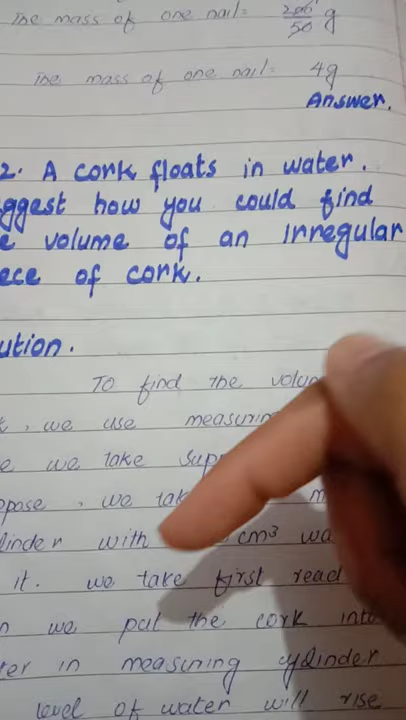 The mass of one nail = 200/50 g
The mass of one nail = 4g
Answer.
2. A cork floats in water.
ggest how you could find
e volume of an irregular
ece of cork.
ution.
To find the volum
k, we use measurin
e we take sup
pose, we tak m
linder with cm³ wa
it. we take first read
n we put the cork into
ter in measuring cylinder
level of water will rise